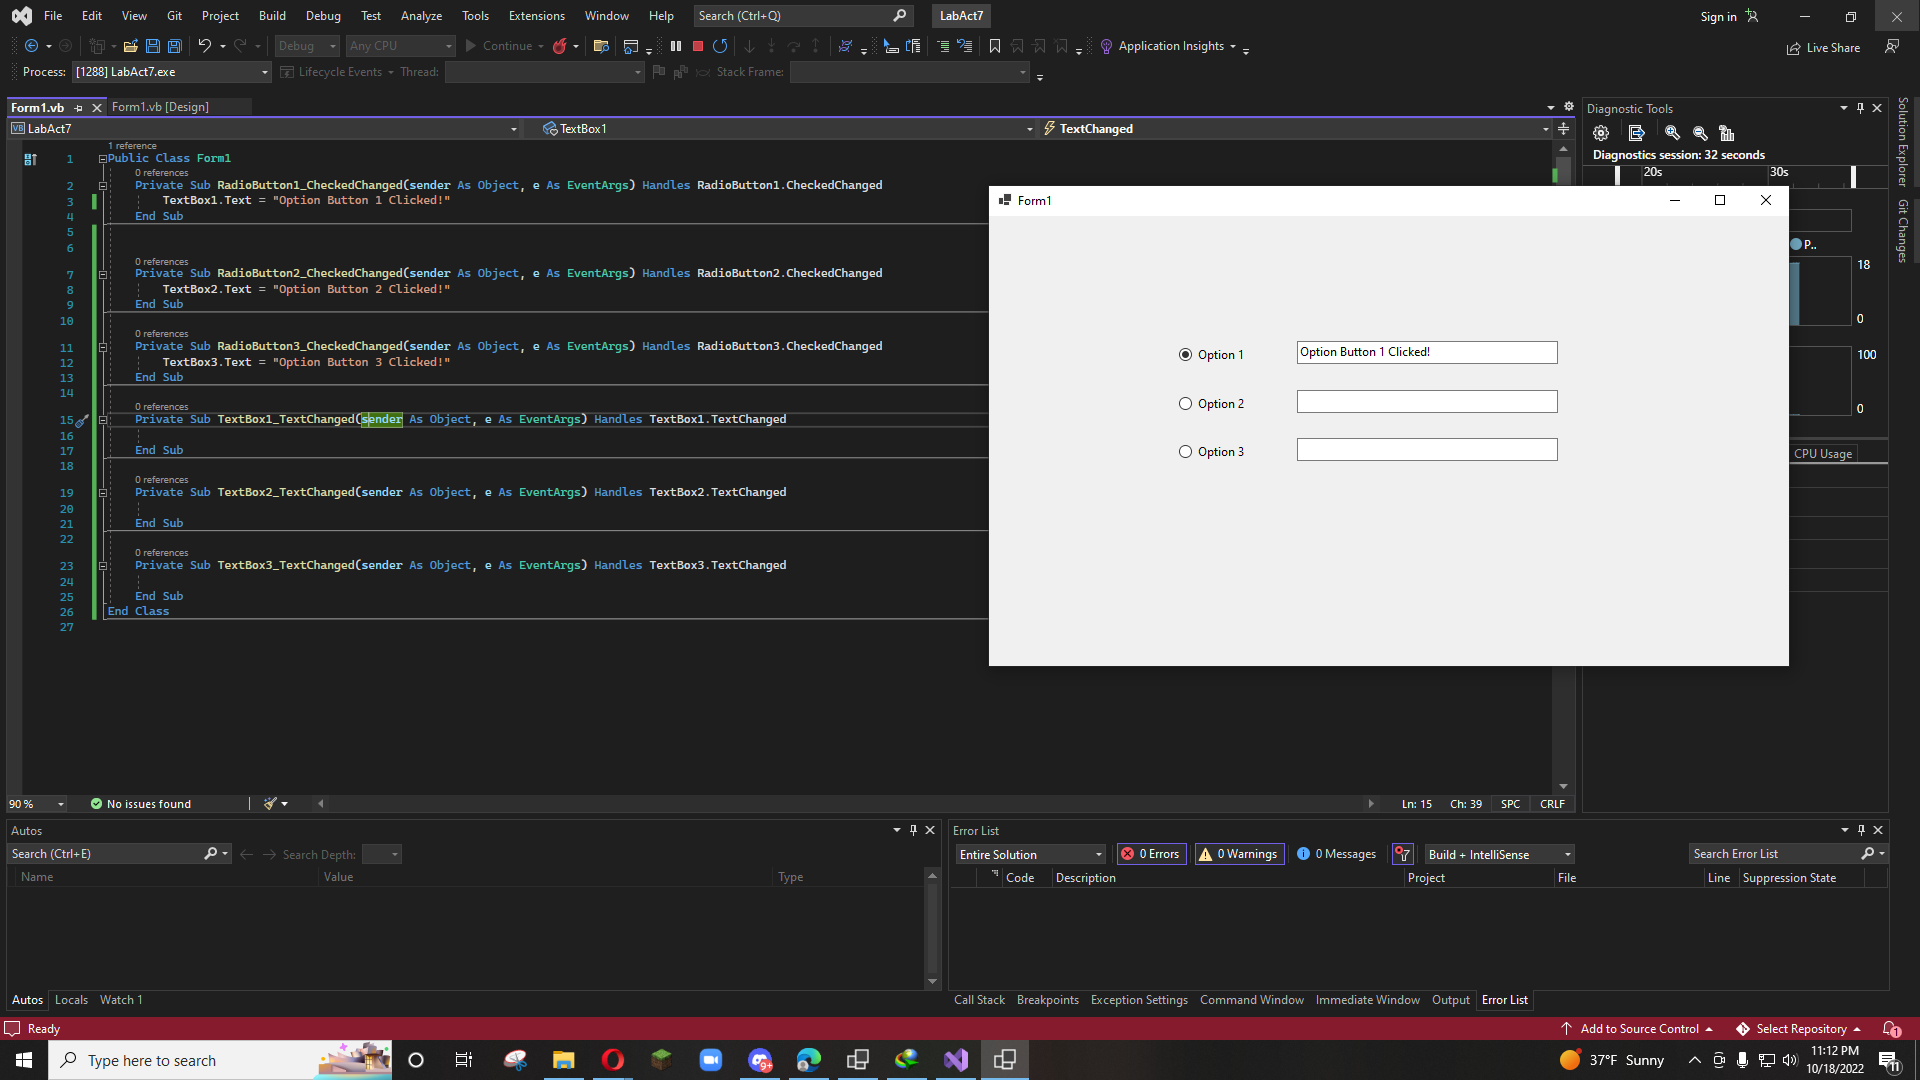 File Edit View Git Project Build Debug Test Analyze Tools Extensions Window Help Search (Ctrl+Q) LabAct7 Sign in
Debug Any CPU Continue Application Insights Live Share
Process: [1288] LabAct7.exe Lifecycle Events Thread: Stack Frame:
Form1.vb Form1.vb [Design]
VB LabAct7 TextBox1 TextChanged
1 reference
1 Public Class Form1
0 references
2 Private Sub RadioButton1_CheckedChanged(sender As Object, e As EventArgs) Handles RadioButton1.CheckedChanged
3 TextBox1.Text = "Option Button 1 Clicked!"
4 End Sub
5
6
0 references
7 Private Sub RadioButton2_CheckedChanged(sender As Object, e As EventArgs) Handles RadioButton2.CheckedChanged
8 TextBox2.Text = "Option Button 2 Clicked!"
9 End Sub
10
0 references
11 Private Sub RadioButton3_CheckedChanged(sender As Object, e As EventArgs) Handles RadioButton3.CheckedChanged
12 TextBox3.Text = "Option Button 3 Clicked!"
13 End Sub
14
0 references
15 Private Sub TextBox1_TextChanged(sender As Object, e As EventArgs) Handles TextBox1.TextChanged
16
17 End Sub
18
0 references
19 Private Sub TextBox2_TextChanged(sender As Object, e As EventArgs) Handles TextBox2.TextChanged
20
21 End Sub
22
0 references
23 Private Sub TextBox3_TextChanged(sender As Object, e As EventArgs) Handles TextBox3.TextChanged
24
25 End Sub
26 End Class
27
Form1
Option 1 Option Button 1 Clicked!
Option 2
Option 3
Diagnostic Tools
Diagnostics session: 32 seconds
20s 30s
P..
18
0
100
0
CPU Usage
Solution Explorer
Git Changes
90 % No issues found Ln: 15 Ch: 39 SPC CRLF
Autos
Search (Ctrl+E) Search Depth:
Name Value Type
Autos Locals Watch 1
Error List
Entire Solution 0 Errors 0 Warnings 0 Messages Build + IntelliSense Search Error List
Code Description Project File Line Suppression State
Call Stack Breakpoints Exception Settings Command Window Immediate Window Output Error List
Ready Add to Source Control Select Repository 1
Type here to search 9+ 37°F Sunny 11:12 PM
10/18/2022 11